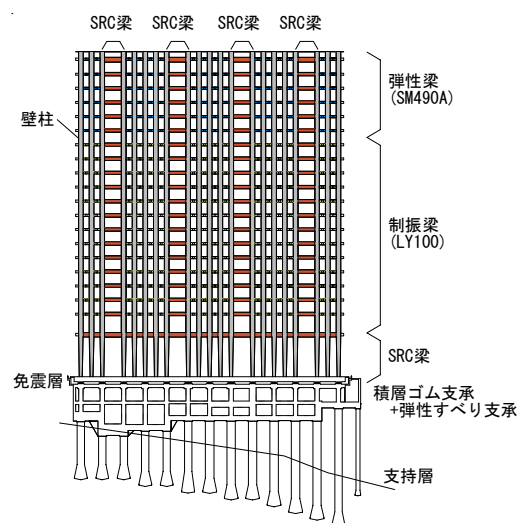 SRC梁 SRC梁 SRC梁 SRC梁
弾性梁
(SM490A)
壁柱
制振梁
(LY100)
SRC梁
免震層
積層ゴム支承
+弾性すべり支承
支持層